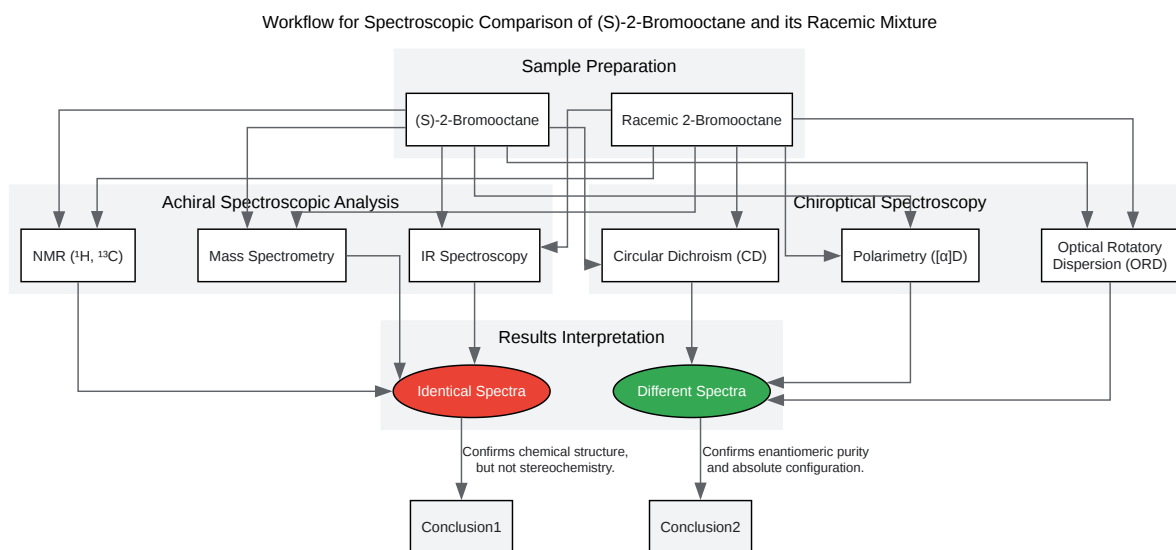 Workflow for Spectroscopic Comparison of (S)-2-Bromooctane and its Racemic Mixture
Sample Preparation
(S)-2-Bromooctane
Racemic 2-Bromooctane
Achiral Spectroscopic Analysis
Chiroptical Spectroscopy
NMR (¹H, ¹³C)
Mass Spectrometry
IR Spectroscopy
Circular Dichroism (CD)
Polarimetry ([α]D)
Optical Rotatory
Dispersion (ORD)
Results Interpretation
Identical Spectra
Different Spectra
Confirms chemical structure,
but not stereochemistry.
Confirms enantiomeric purity
and absolute configuration.
Conclusion1
Conclusion2